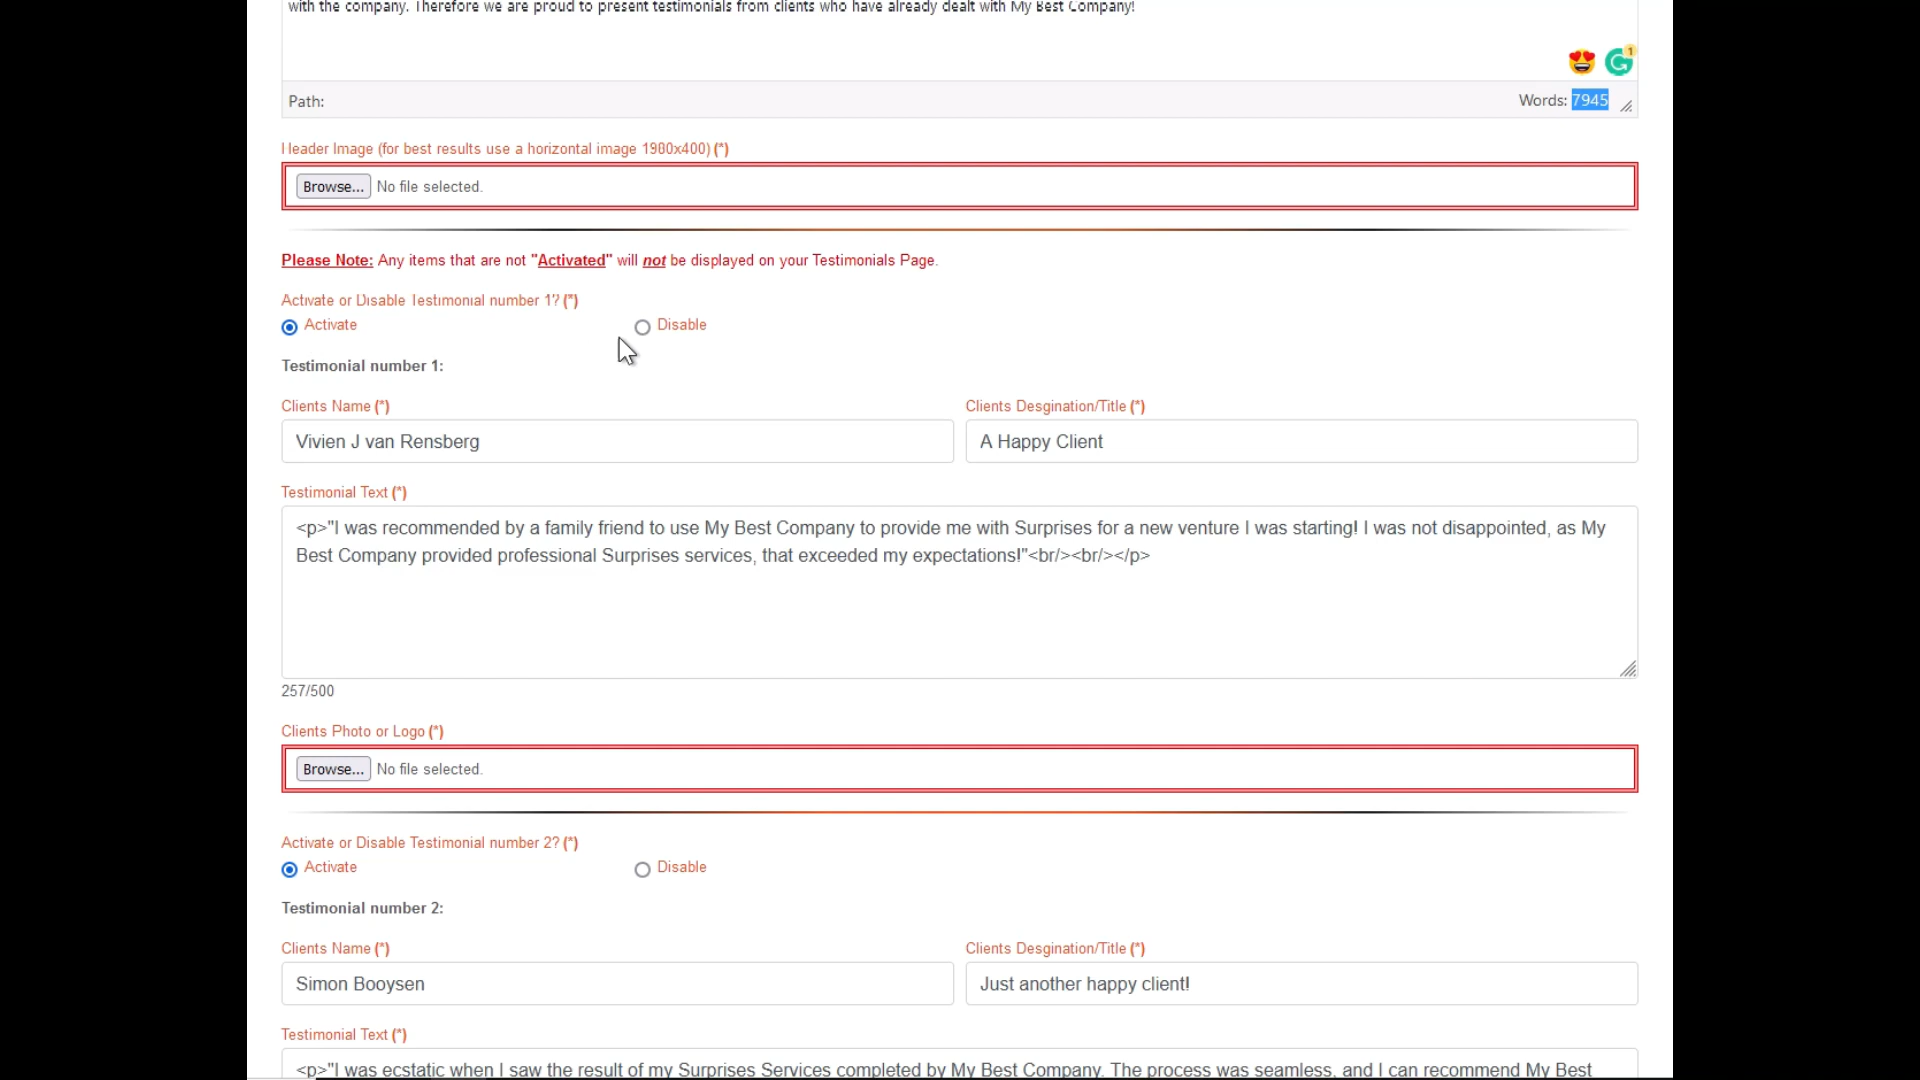 with the company. Therefore we are proud to present testimonials from clients who have already dealt with My Best Company!
1
Path:
Words: 7945
Header Image (for best results use a horizontal image 1980x400) (*)
Browse... No file selected.
Please Note: Any items that are not "Activated" will not be displayed on your Testimonials Page.
Activate or Disable Testimonial number 1? (*)
Activate Disable
Testimonial number 1:
Clients Name (*) Clients Desgination/Title (*)
Vivien J van Rensberg A Happy Client
Testimonial Text (*)
<p>"I was recommended by a family friend to use My Best Company to provide me with Surprises for a new venture I was starting! I was not disappointed, as My
Best Company provided professional Surprises services, that exceeded my expectations!"<br/><br/></p>
257/500
Clients Photo or Logo (*)
Browse... No file selected.
Activate or Disable Testimonial number 2? (*)
Activate Disable
Testimonial number 2:
Clients Name (*) Clients Desgination/Title (*)
Simon Booysen Just another happy client!
Testimonial Text (*)
<p>"I was ecstatic when I saw the result of my Surprises Services completed by My Best Company. The process was seamless, and I can recommend My Best